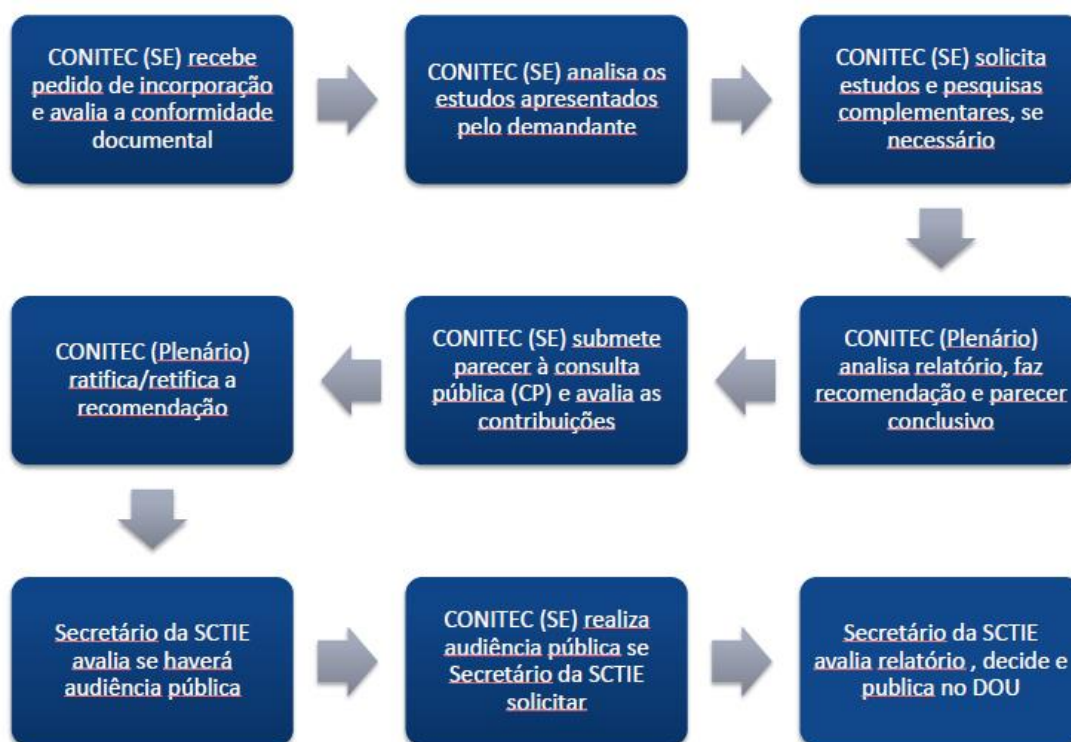 CONITEC (SE) recebe
pedido de incorporação
e avalia a conformidade
documental
CONITEC (SE) analisa os
estudos apresentados
pelo demandante
CONITEC (SE) solicita
estudos e pesquisas
complementares, se
necessário
CONITEC (Plenário)
analisa relatório, faz
recomendação e parecer
conclusivo
CONITEC (SE) submete
parecer à consulta
pública (CP) e avalia as
contribuições
CONITEC (Plenário)
ratifica/retifica a
recomendação
Secretário da SCTIE
avalia se haverá
audiência pública
CONITEC (SE) realiza
audiência pública se
Secretário da SCTIE
solicitar
Secretário da SCTIE
avalia relatório , decide e
publica no DOU